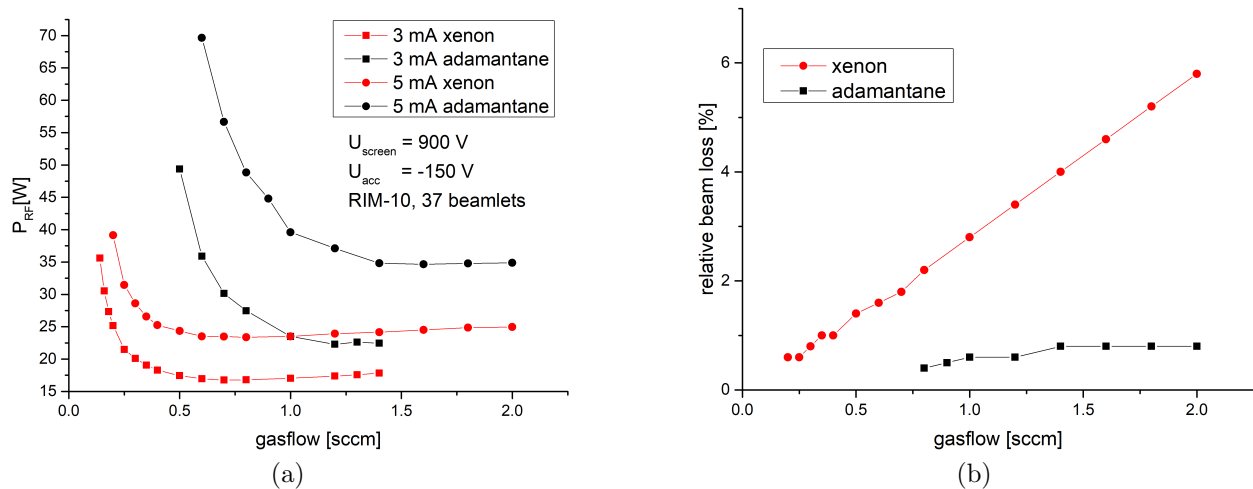 3 mA xenon
3 mA adamantane
5 mA xenon
5 mA adamantane
U_screen = 900 V
U_acc = -150 V
RIM-10, 37 beamlets
P_RF[W]
70
65
60
55
50
45
40
35
30
25
20
15
0.0 0.5 1.0 1.5 2.0
gasflow [sccm]
(a)
xenon
adamantane
relative beam loss [%]
6
4
2
0
0.0 0.5 1.0 1.5 2.0
gasflow [sccm]
(b)